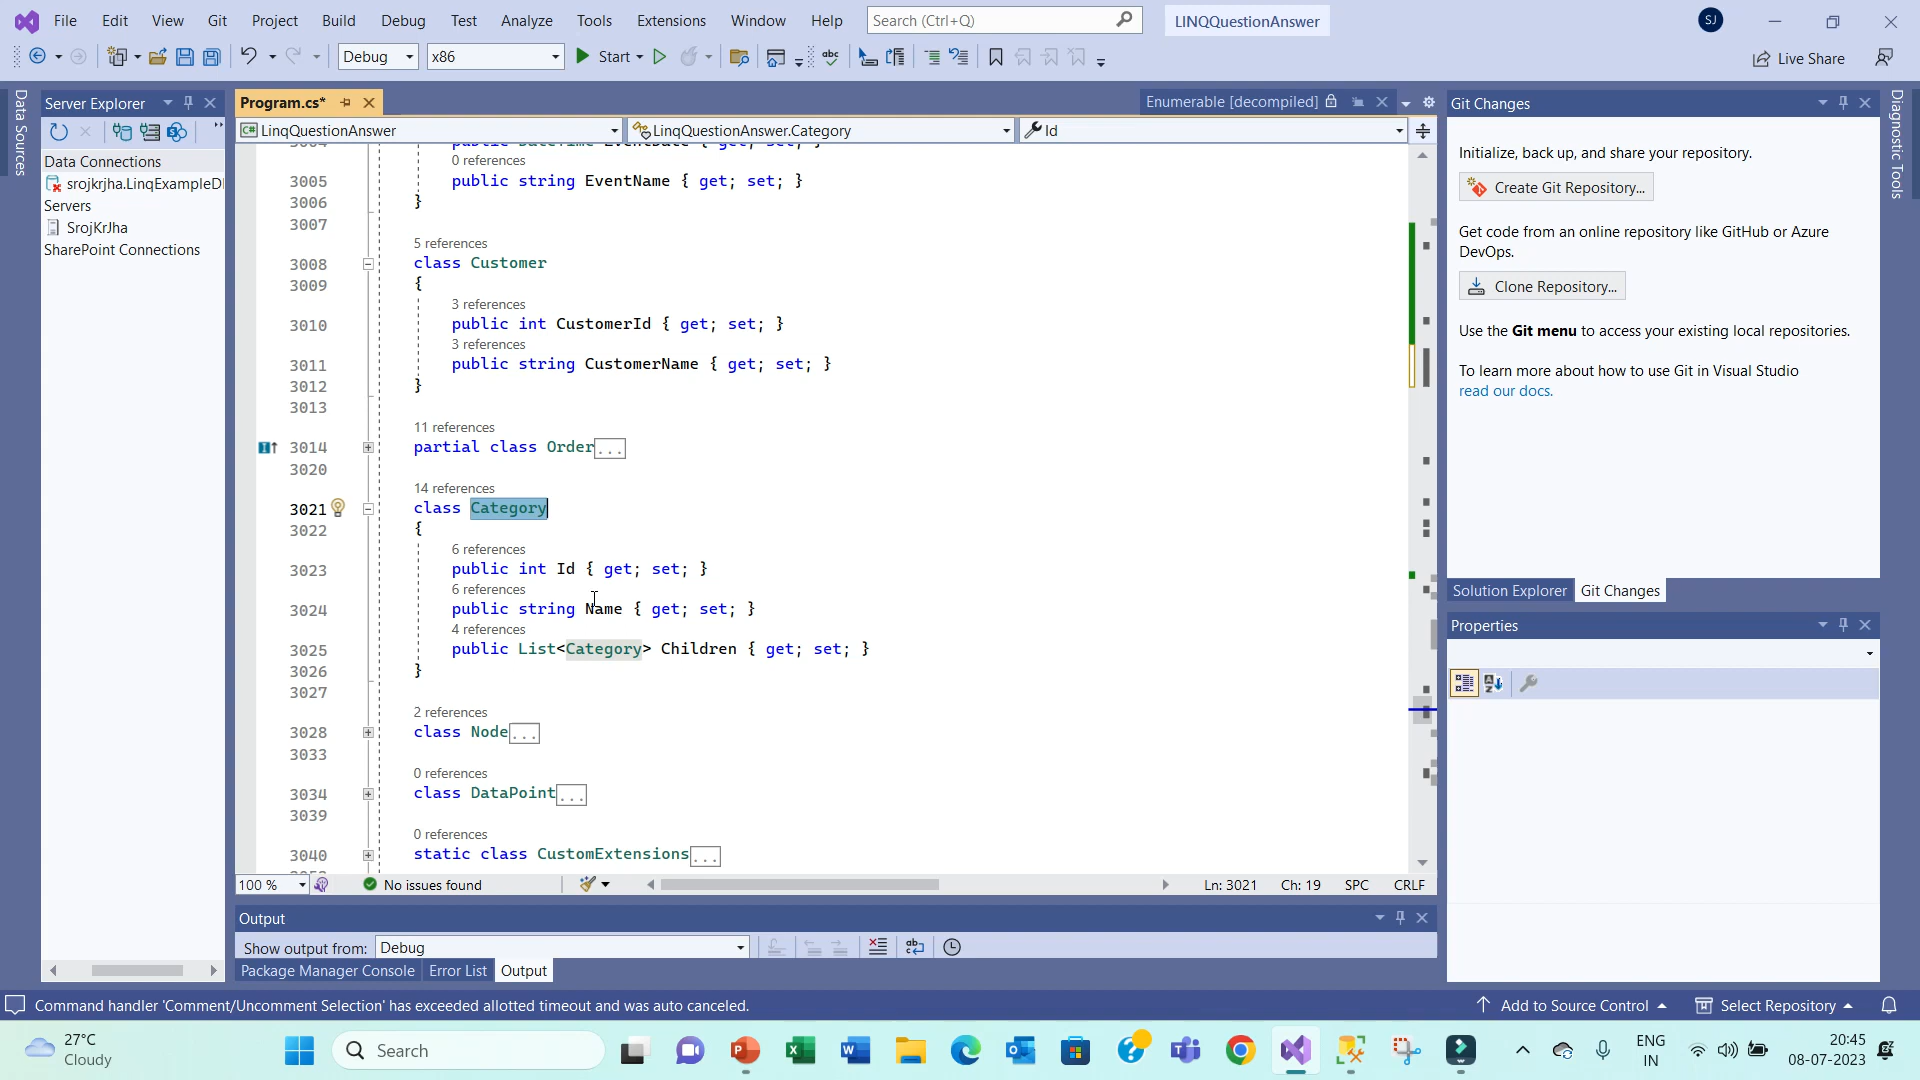 File Edit View Git Project Build Debug Test Analyze Tools Extensions Window Help Search (Ctrl+Q) LINQQuestionAnswer SJ
Debug x86 Start Live Share
Data Sources
Server Explorer
Data Connections
srojkrjha.LinqExampleD
Servers
SrojKrJha
SharePoint Connections
Program.cs* Enumerable [decompiled]
LinqQuestionAnswer LinqQuestionAnswer.Category Id
3004 public DateTime EventDate { get; set; }
0 references
3005 public string EventName { get; set; }
3006 }
3007
5 references
3008 class Customer
3009 {
3 references
3010 public int CustomerId { get; set; }
3 references
3011 public string CustomerName { get; set; }
3012 }
3013
11 references
3014 partial class Order...
3020
14 references
3021 class Category
3022 {
6 references
3023 public int Id { get; set; }
6 references
3024 public string Name { get; set; }
4 references
3025 public List<Category> Children { get; set; }
3026 }
3027
2 references
3028 class Node...
3033
0 references
3034 class DataPoint...
3039
0 references
3040 static class CustomExtensions...
100 % No issues found Ln: 3021 Ch: 19 SPC CRLF
Output
Show output from: Debug
Package Manager Console Error List Output
Git Changes
Initialize, back up, and share your repository.
Create Git Repository...
Get code from an online repository like GitHub or Azure
DevOps.
Clone Repository...
Use the Git menu to access your existing local repositories.
To learn more about how to use Git in Visual Studio
read our docs.
Solution Explorer Git Changes
Properties
Diagnostic Tools
Command handler 'Comment/Uncomment Selection' has exceeded allotted timeout and was auto canceled. Add to Source Control Select Repository
27°C
Cloudy
Search
ENG
IN
20:45
08-07-2023